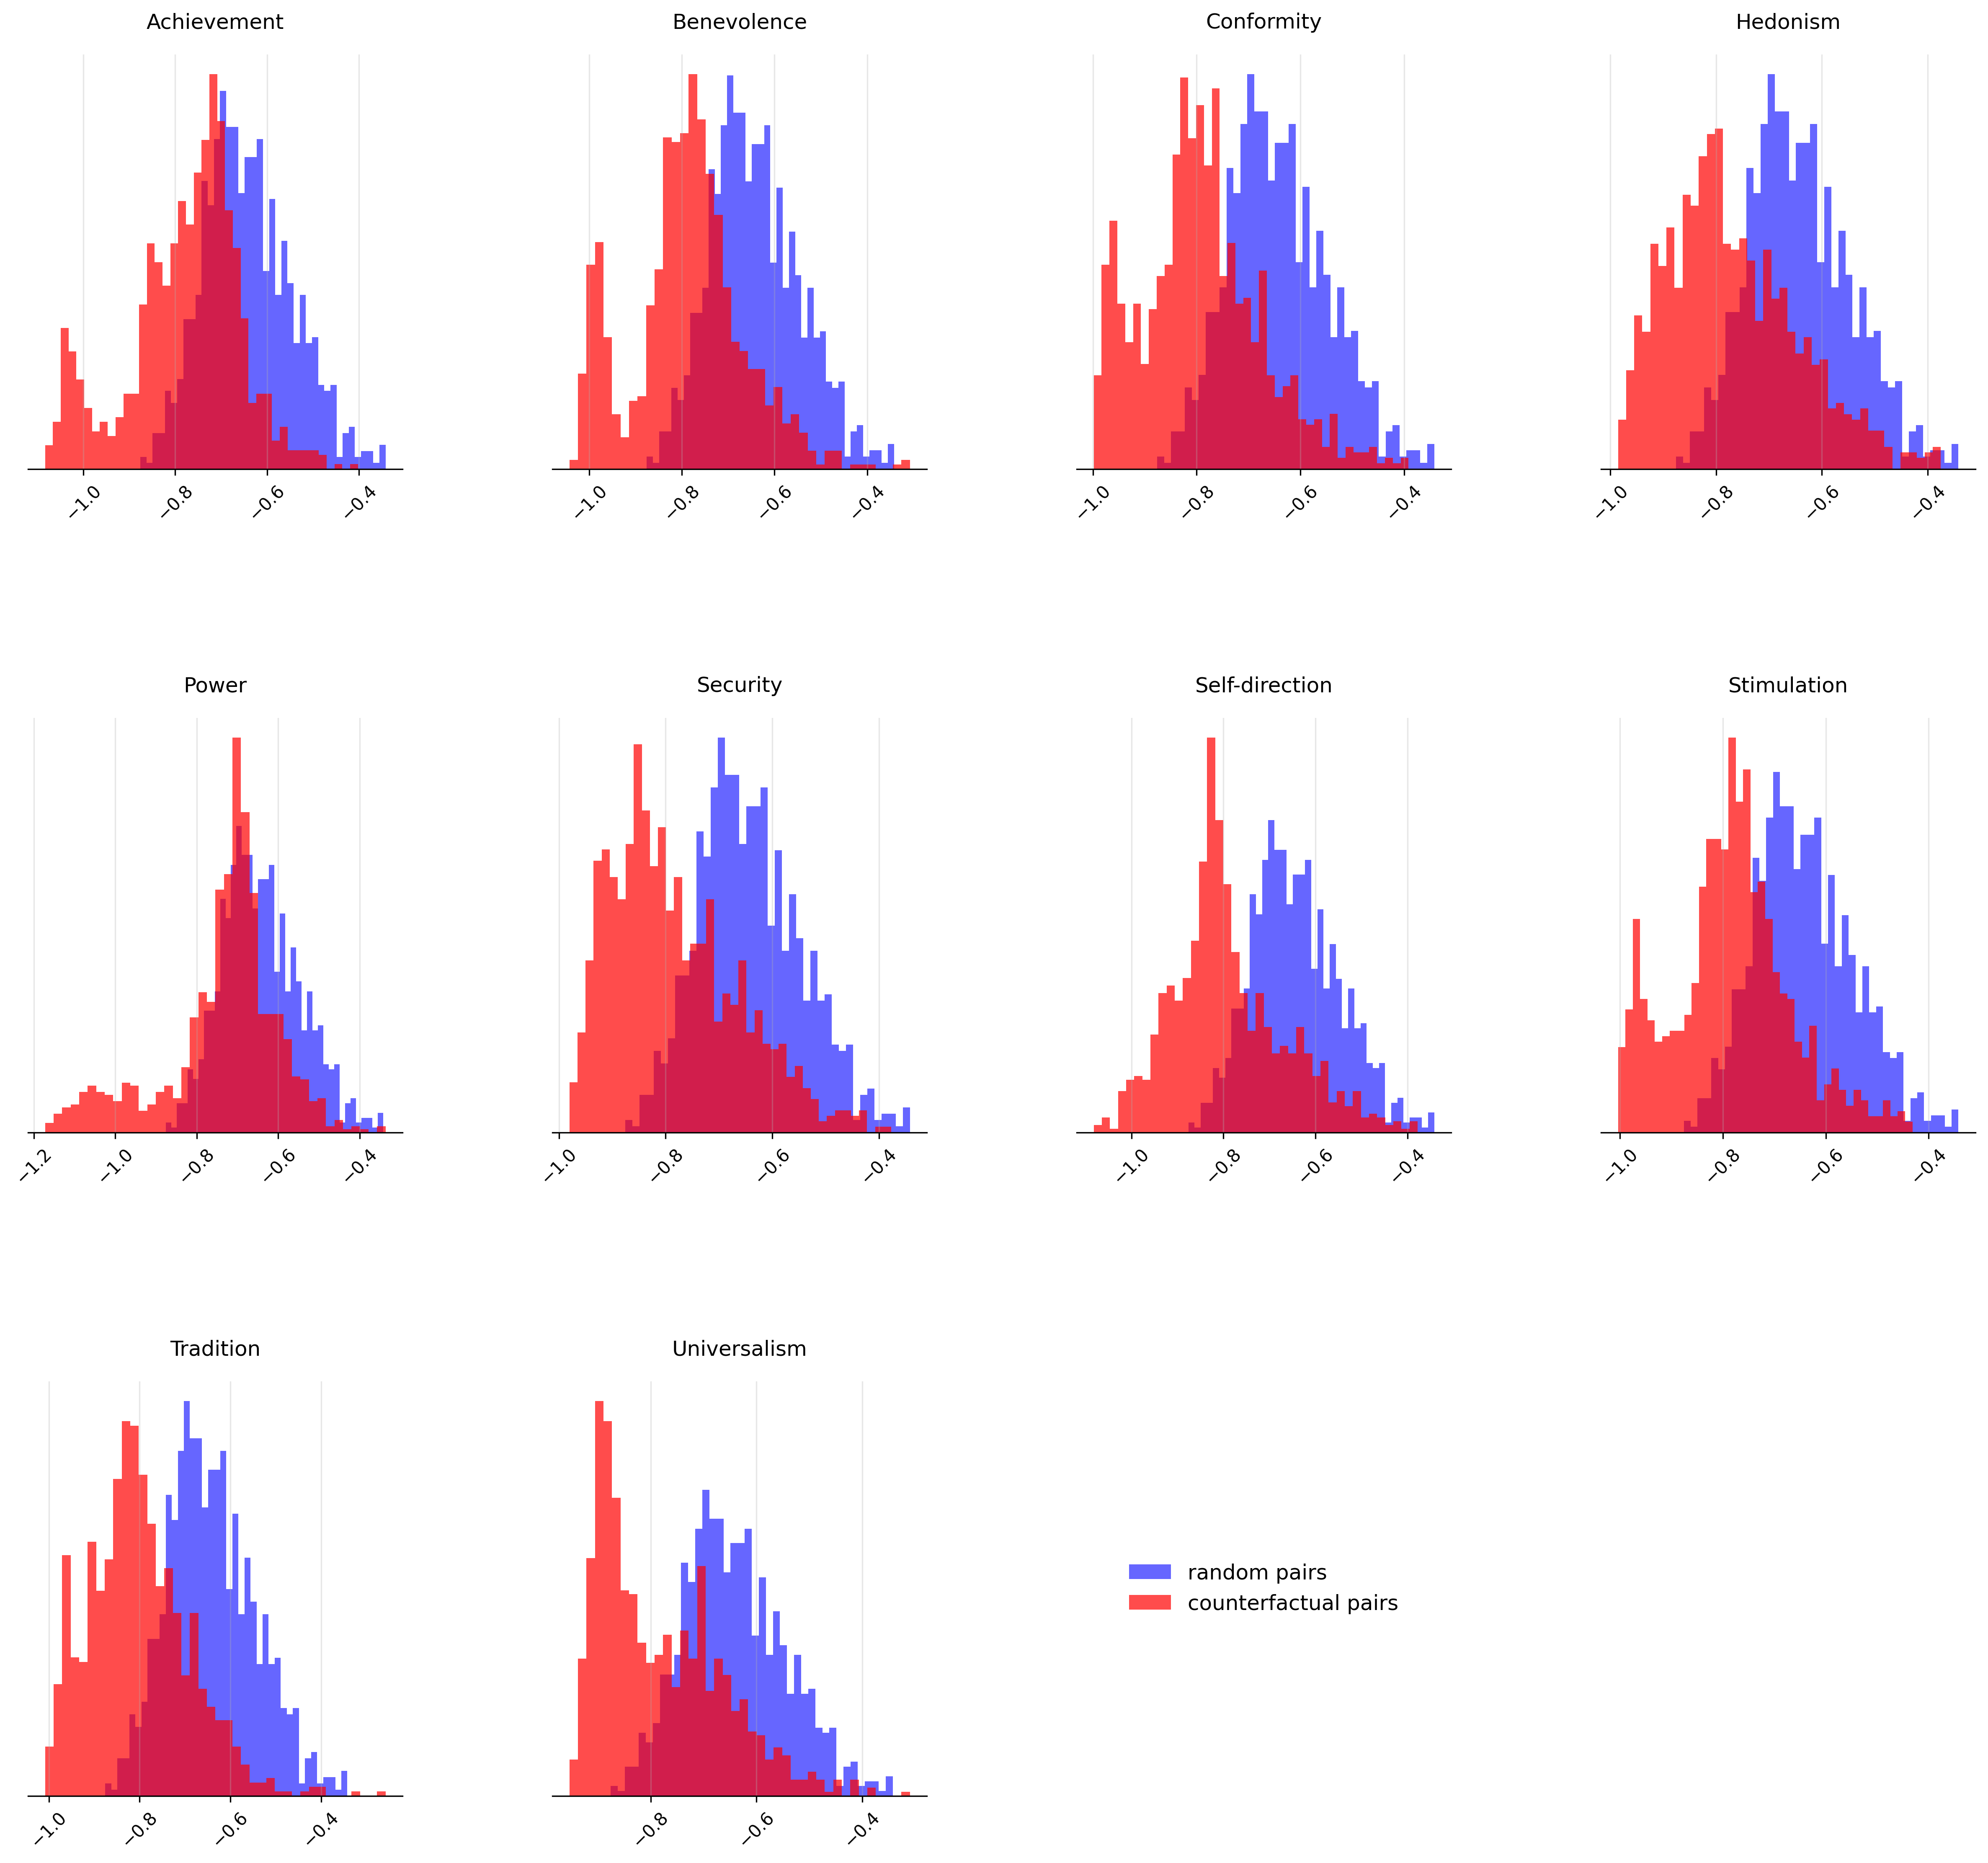 Achievement
Benevolence
Conformity
Hedonism
−1.0 −0.8 −0.6 −0.4
−1.0 −0.8 −0.6 −0.4
−1.0 −0.8 −0.6 −0.4
−1.0 −0.8 −0.6 −0.4
Power
Security
Self-direction
Stimulation
−1.2 −1.0 −0.8 −0.6 −0.4
−1.0 −0.8 −0.6 −0.4
−1.0 −0.8 −0.6 −0.4
−1.0 −0.8 −0.6 −0.4
Tradition
Universalism
random pairs
counterfactual pairs
−1.0 −0.8 −0.6 −0.4
−0.8 −0.6 −0.4